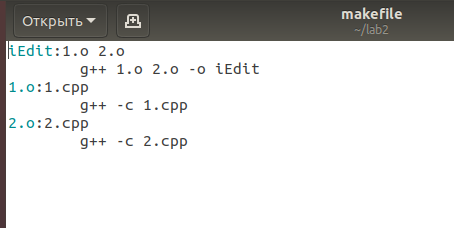 Открыть
makefile
~/lab2
iEdit:1.o 2.o
        g++ 1.o 2.o -o iEdit
1.o:1.cpp
        g++ -c 1.cpp
2.o:2.cpp
        g++ -c 2.cpp